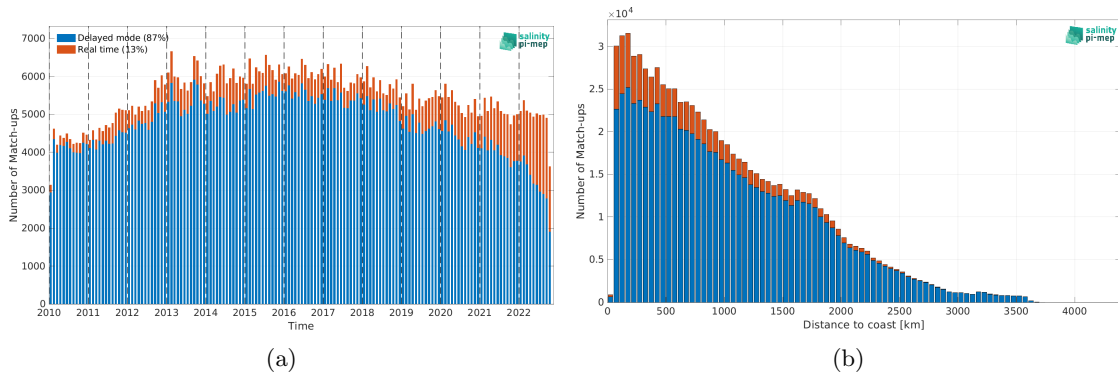 Delayed mode (87%)
Real time (13%)
salinity
pi-mep
Number of Match-ups
7000
6000
5000
4000
3000
2000
1000
0
2010 2011 2012 2013 2014 2015 2016 2017 2018 2019 2020 2021 2022
Time
(a)
×10⁴
salinity
pi-mep
Number of Match-ups
3
2.5
2
1.5
1
0.5
0
0 500 1000 1500 2000 2500 3000 3500 4000
Distance to coast [km]
(b)